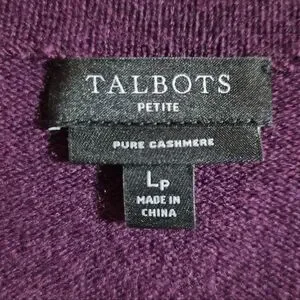 TALBOTS
PETITE
PURE CASHMERE
LP
MADE IN
CHINA